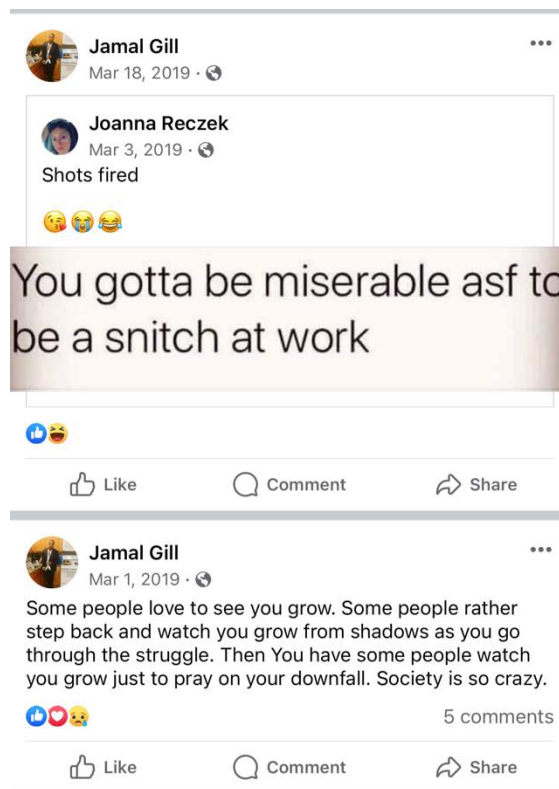 Jamal Gill
Mar 18, 2019 ·
Joanna Reczek
Mar 3, 2019 ·
Shots fired
You gotta be miserable asf to
be a snitch at work
Like Comment Share
Jamal Gill
Mar 1, 2019 ·
Some people love to see you grow. Some people rather
step back and watch you grow from shadows as you go
through the struggle. Then You have some people watch
you grow just to pray on your downfall. Society is so crazy.
5 comments
Like Comment Share